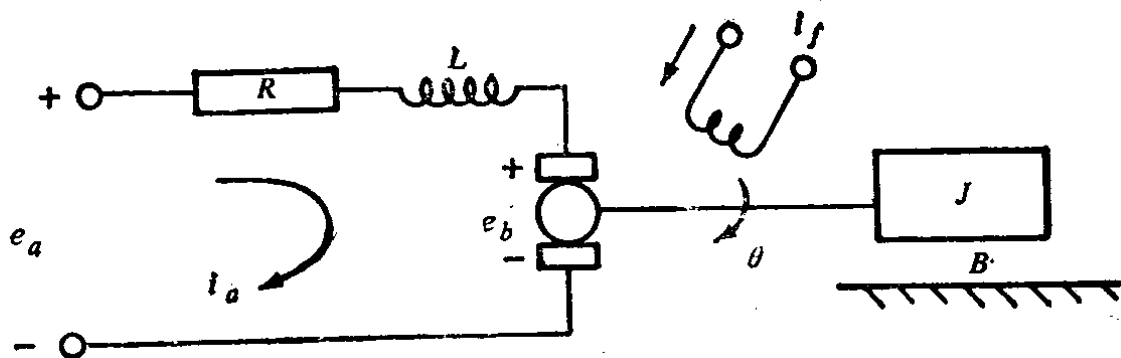 i_f
L
+ R
+
J
e_a e_b
θ
B
i_a
-
-